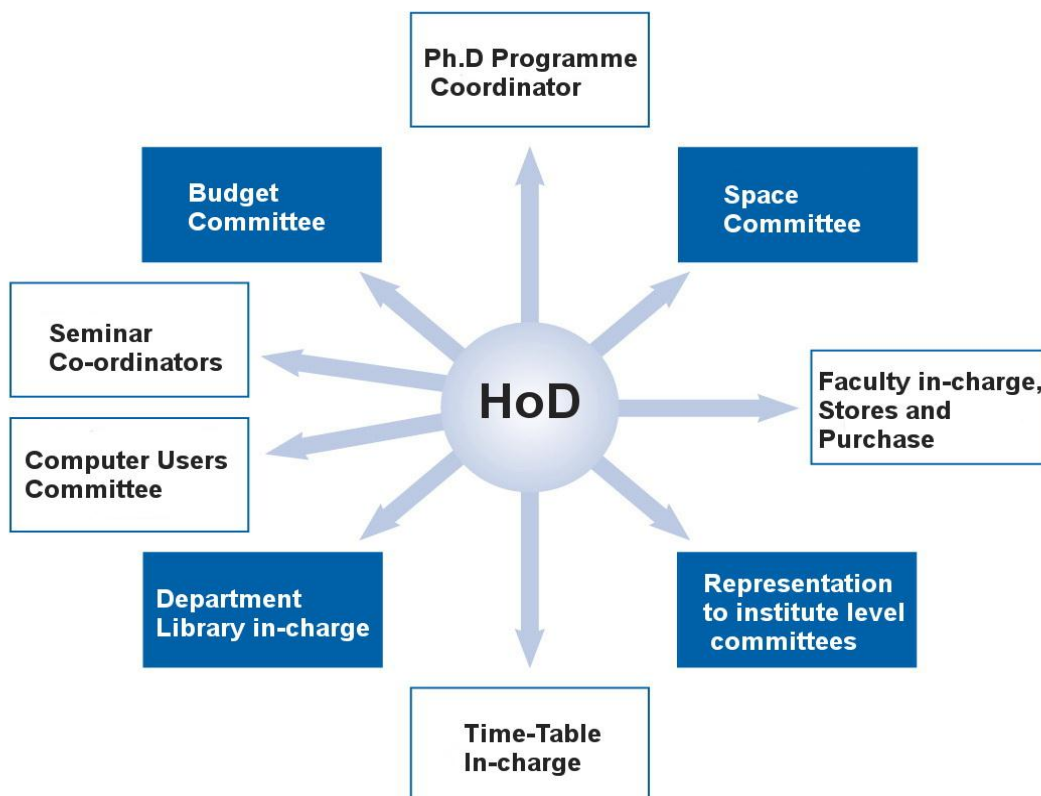 Ph.D Programme
Coordinator
Budget
Committee
Space
Committee
Seminar
Co-ordinators
HoD
Faculty in-charge,
Stores and
Purchase
Computer Users
Committee
Department
Library in-charge
Representation
to institute level
committees
Time-Table
In-charge